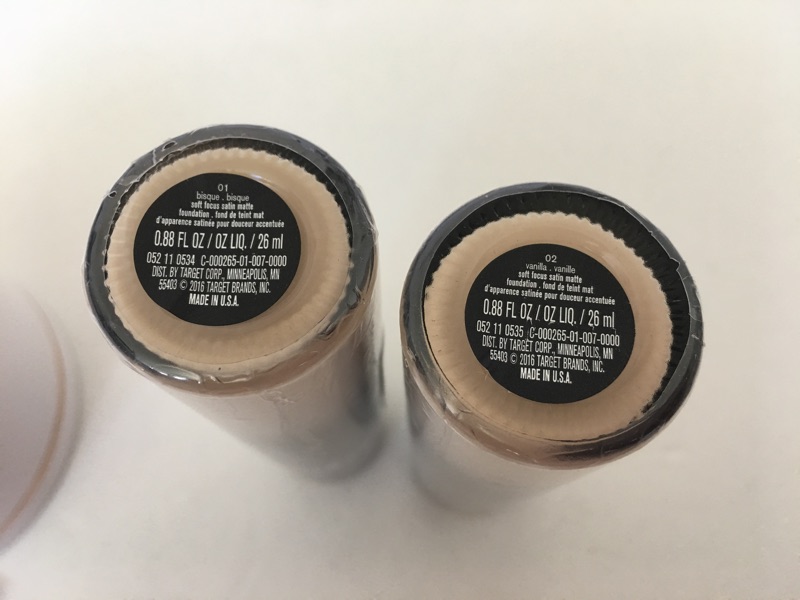 01
bisque . bisque
soft focus satin matte
foundation . fond de teint mat
d'apparence satinée pour douceur accentuée
0.88 FL OZ / OZ LIQ. / 26 ml
052 11 0534 C-000265-01-007-0000
DIST. BY TARGET CORP., MINNEAPOLIS, MN
55403 © 2016 TARGET BRANDS, INC.
MADE IN U.S.A.
02
vanilla . vanille
soft focus satin matte
foundation . fond de teint mat
d'apparence satinée pour douceur accentuée
0.88 FL OZ / OZ LIQ. / 26 ml
052 11 0535 C-000265-01-007-0000
DIST. BY TARGET CORP., MINNEAPOLIS, MN
55403 © 2016 TARGET BRANDS, INC.
MADE IN U.S.A.